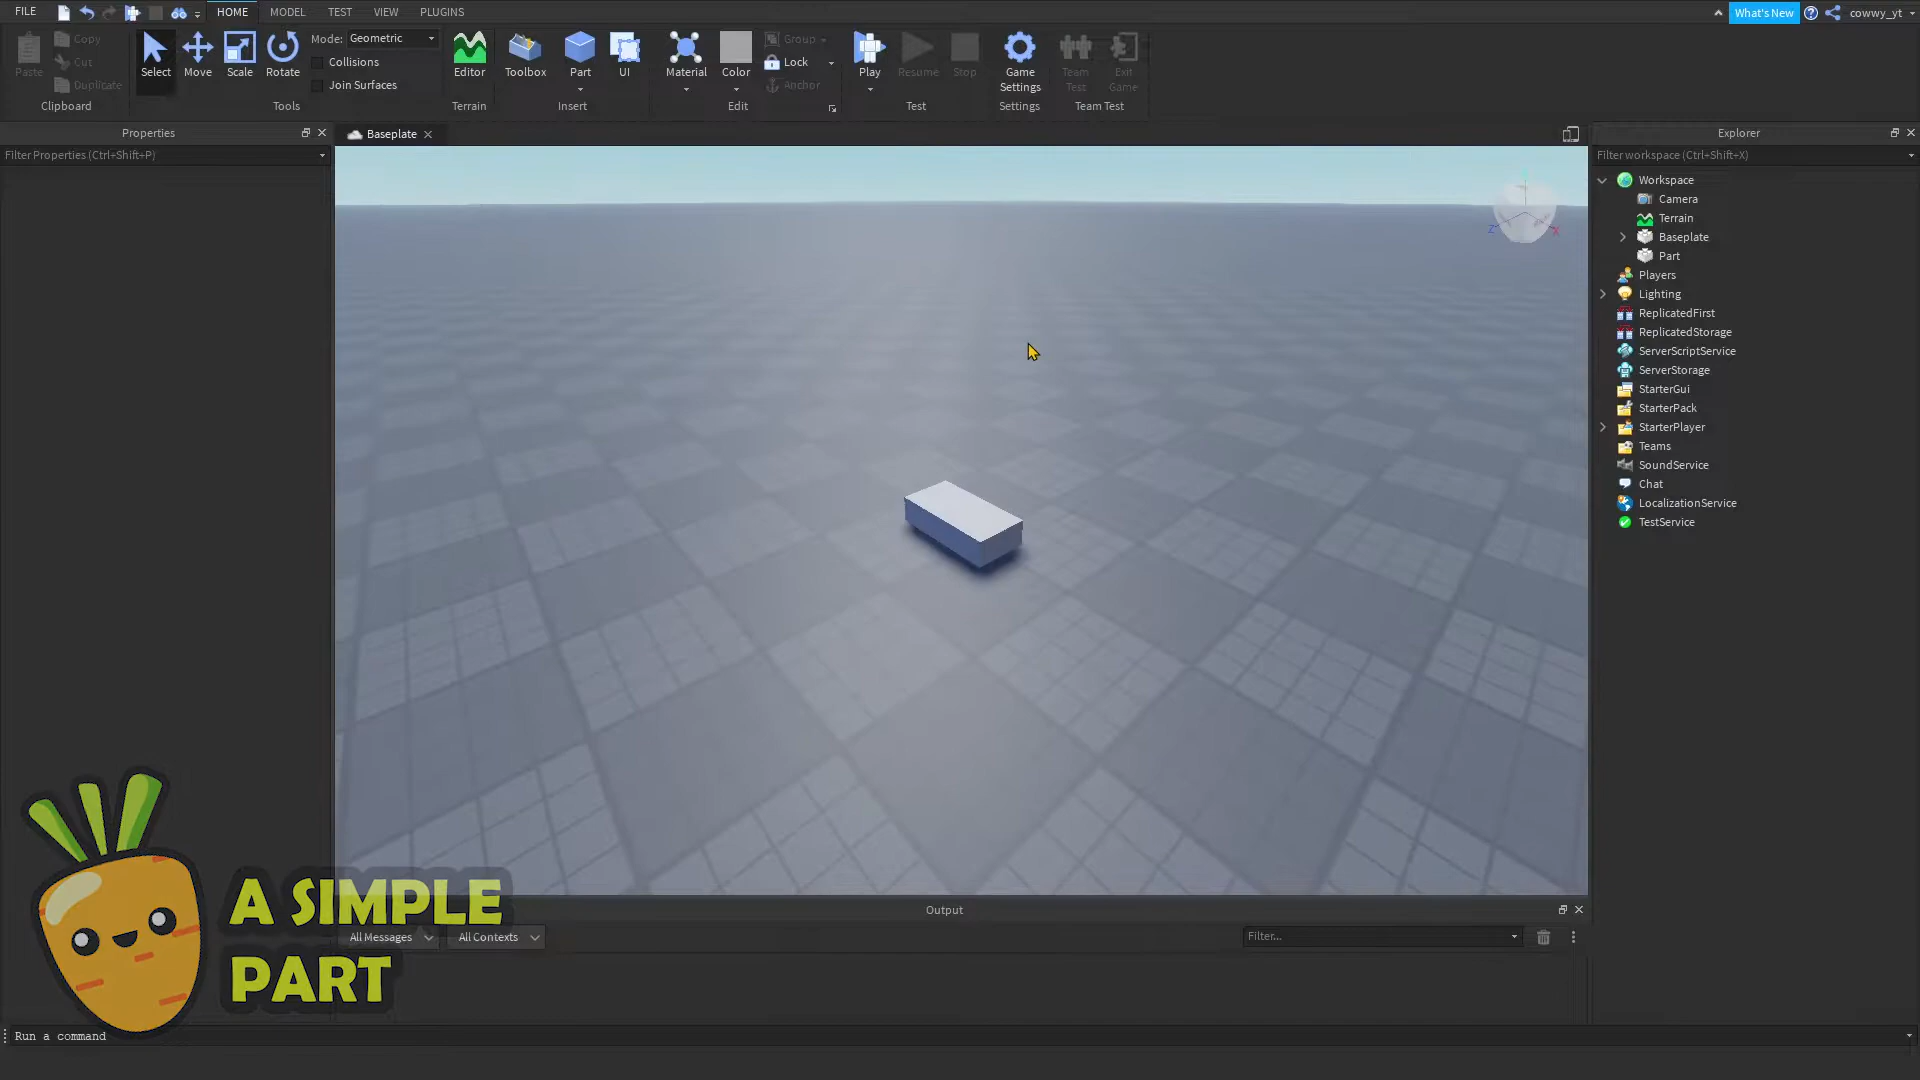 FILE HOME MODEL TEST VIEW PLUGINS What's New cowwy_yt
Paste Copy Cut Duplicate Clipboard
Select Move Scale Rotate Mode: Geometric Collisions Join Surfaces Tools
Editor Terrain
Toolbox Part UI Insert
Material Color Group Lock Anchor Edit
Play Resume Stop Test
Game Settings Settings
Team Test Exit Game Team Test
Properties
Filter Properties (Ctrl+Shift+P)
Baseplate
Z X
Explorer
Filter workspace (Ctrl+Shift+X)
Workspace
Camera
Terrain
Baseplate
Part
Players
Lighting
ReplicatedFirst
ReplicatedStorage
ServerScriptService
ServerStorage
StarterGui
StarterPack
StarterPlayer
Teams
SoundService
Chat
LocalizationService
TestService
A SIMPLE
PART
Output
All Messages All Contexts Filter...
Run a command